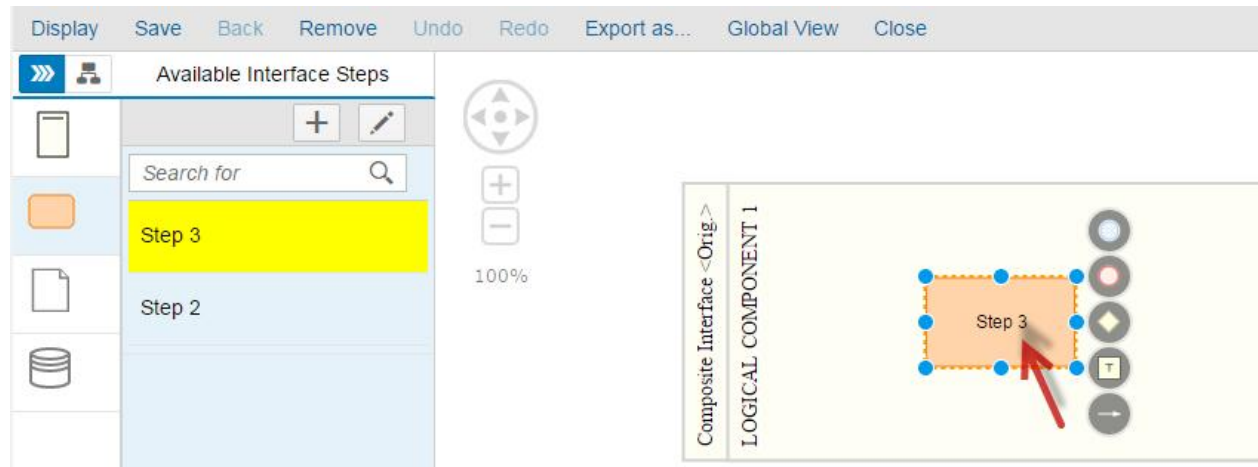 Display Save Back Remove Undo Redo Export as... Global View Close
Available Interface Steps
Search for
Step 3
Step 2
100%
Composite Interface <Orig.>
LOGICAL COMPONENT 1
Step 3
T